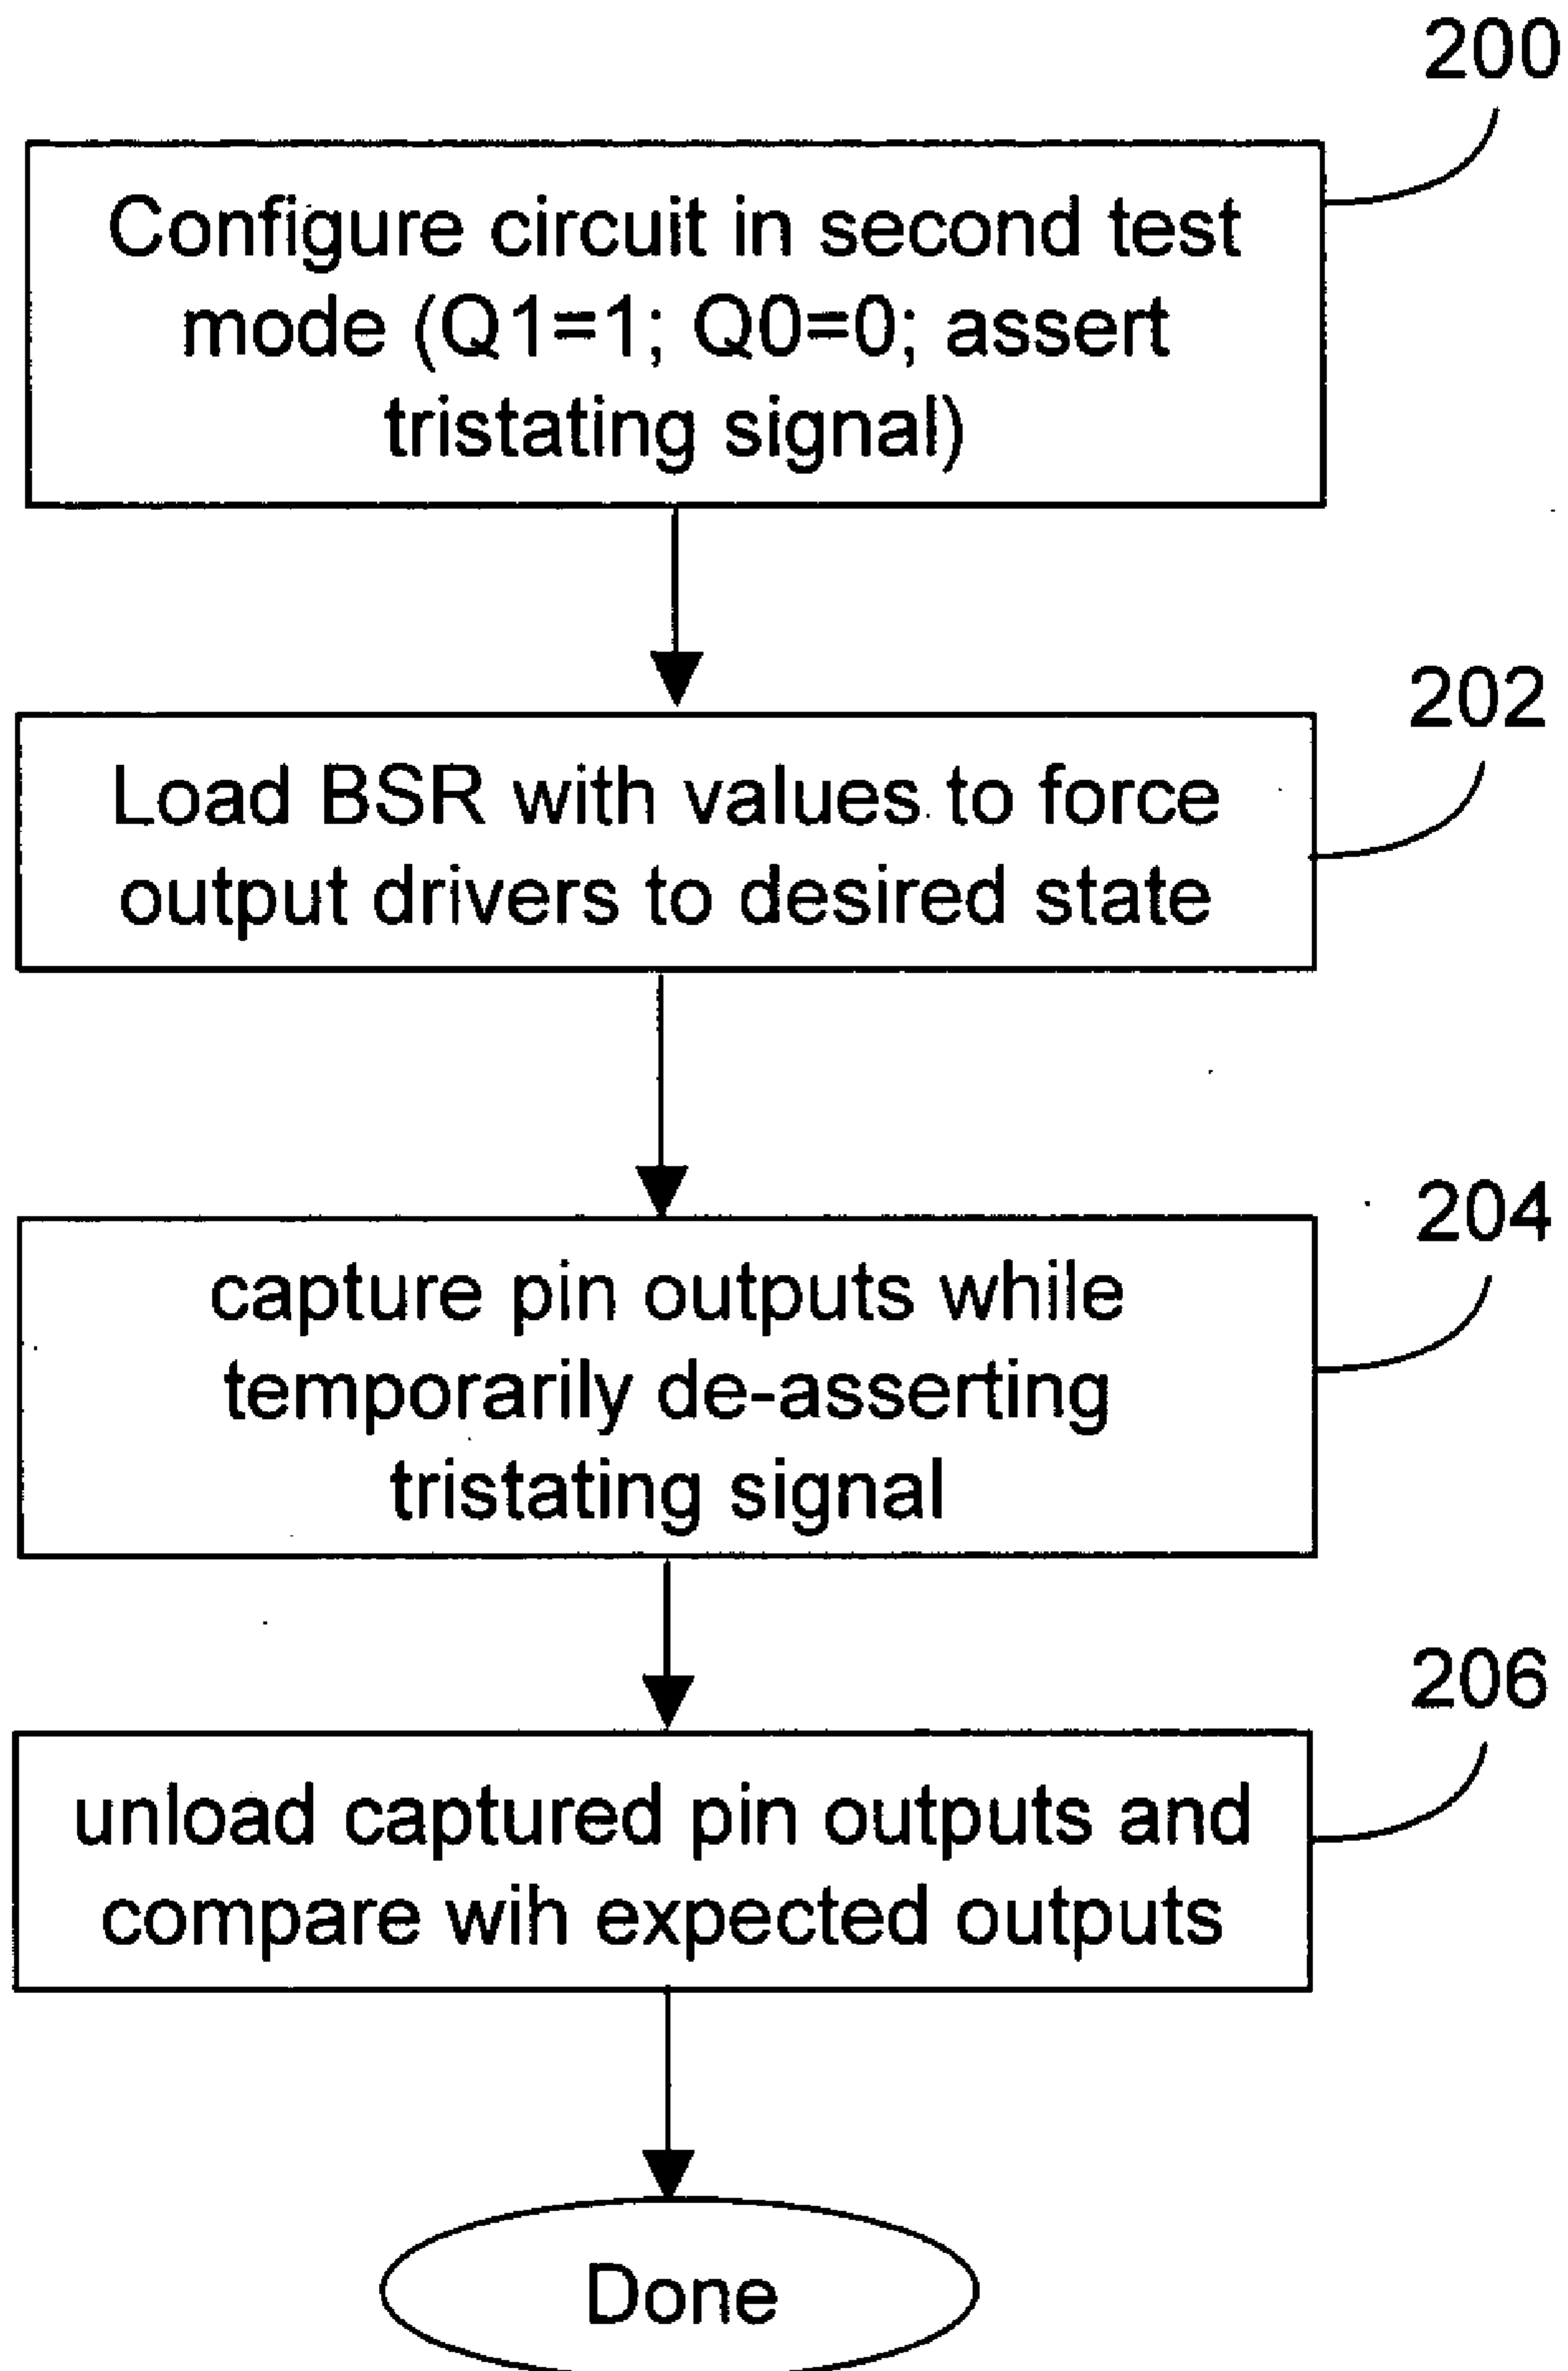 200
Configure circuit in second test
mode (Q1=1; Q0=0; assert
tristating signal)
202
Load BSR with values to force
output drivers to desired state
204
capture pin outputs while
temporarily de-asserting
tristating signal
206
unload captured pin outputs and
compare wih expected outputs
Done